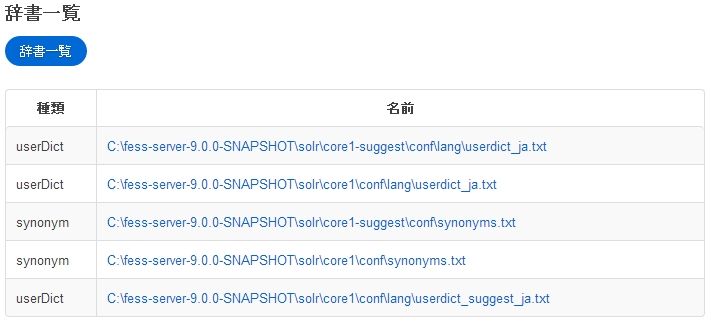 辞書一覧
辞書一覧
種類 名前
userDict C:\fess-server-9.0.0-SNAPSHOT\solr\core1-suggest\conf\lang\userdict_ja.txt
userDict C:\fess-server-9.0.0-SNAPSHOT\solr\core1\conf\lang\userdict_ja.txt
synonym C:\fess-server-9.0.0-SNAPSHOT\solr\core1-suggest\conf\synonyms.txt
synonym C:\fess-server-9.0.0-SNAPSHOT\solr\core1\conf\synonyms.txt
userDict C:\fess-server-9.0.0-SNAPSHOT\solr\core1\conf\lang\userdict_suggest_ja.txt